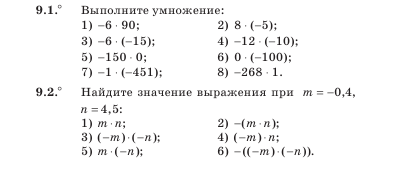 9.1.° Выполните умножение:
1) –6 · 90; 2) 8 · (–5);
3) –6 · (–15); 4) –12 · (–10);
5) –150 · 0; 6) 0 · (–100);
7) –1 · (–451); 8) –268 · 1.
9.2.° Найдите значение выражения при m = –0,4,
n = 4,5:
1) m · n; 2) –(m · n);
3) (–m) · (–n); 4) (–m) · n;
5) m · (–n); 6) –((–m) · (–n)).